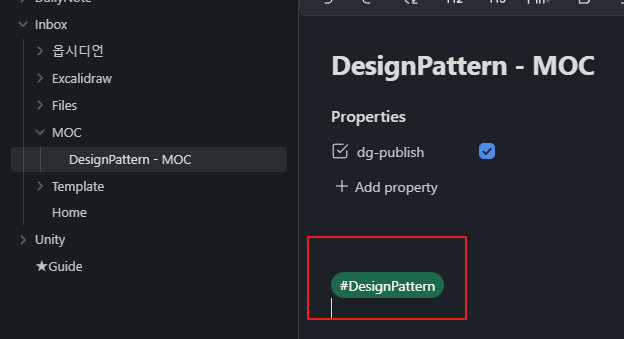 DailyNote
Inbox
옵시디언
Excalidraw
Files
MOC
DesignPattern - MOC
Template
Home
Unity
★Guide
DesignPattern - MOC
Properties
dg-publish
Add property
#DesignPattern